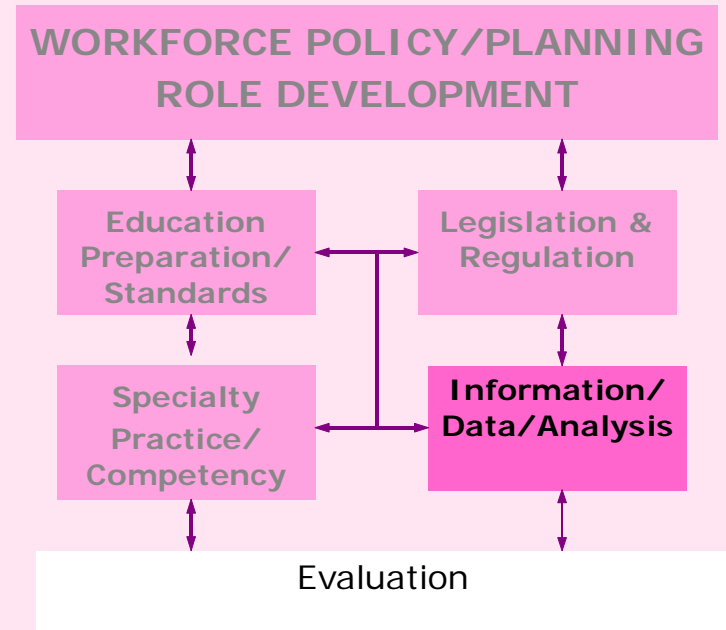 WORKFORCE POLICY/PLANNING
ROLE DEVELOPMENT
Education
Preparation/
Standards
Legislation &
Regulation
Specialty
Practice/
Competency
Information/
Data/Analysis
Evaluation